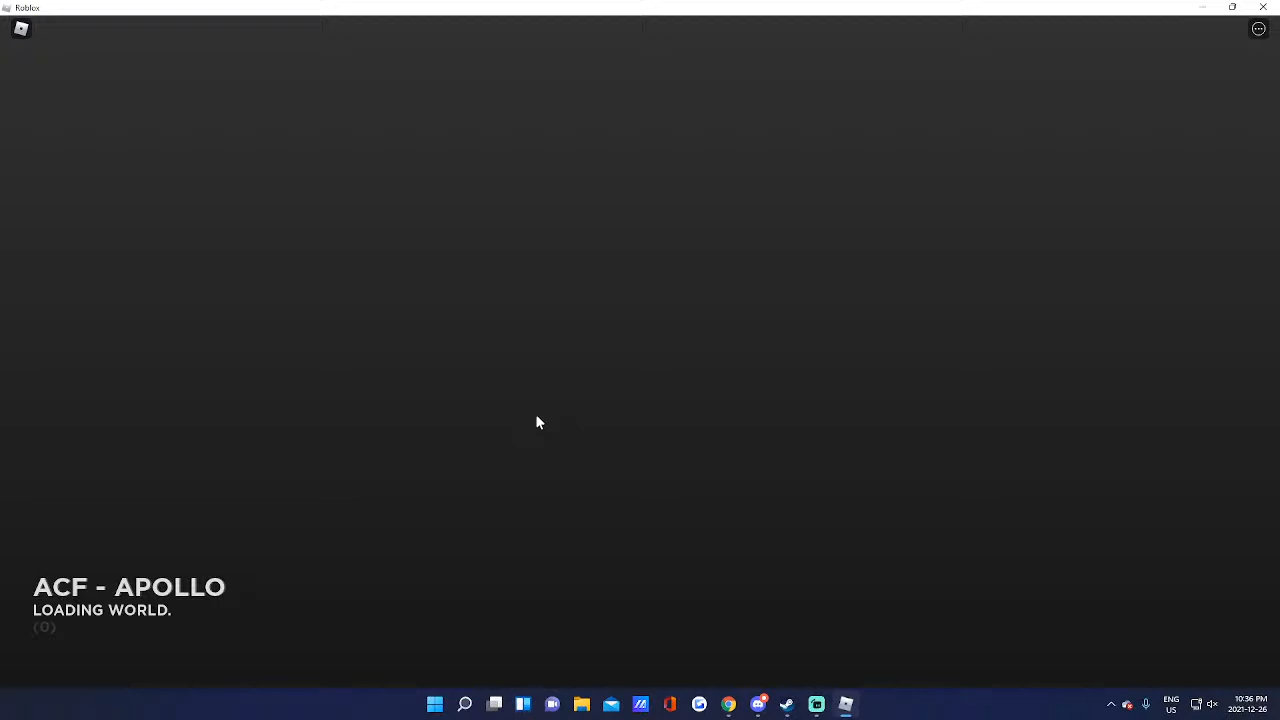 Roblox
ACF - APOLLO
LOADING WORLD.
(0)
ENG
US
10:36 PM
2021-12-26